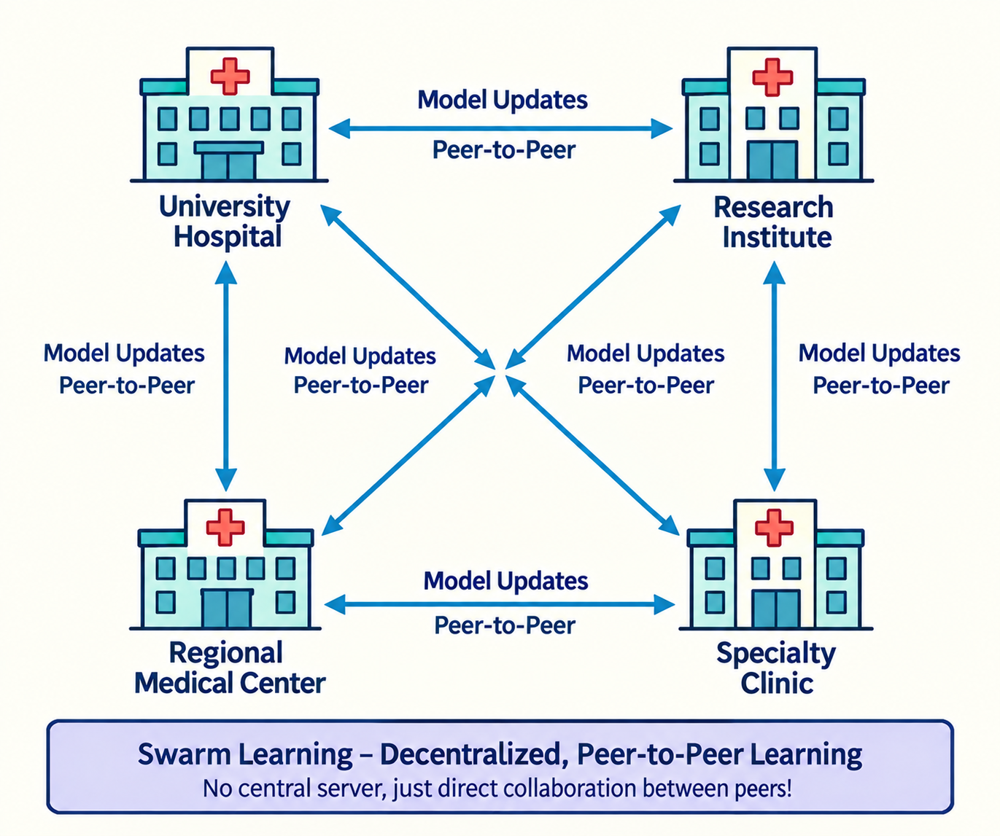 Model Updates
Peer-to-Peer
University
Hospital
Research
Institute
Model Updates
Peer-to-Peer
Model Updates
Peer-to-Peer
Model Updates
Peer-to-Peer
Model Updates
Peer-to-Peer
Model Updates
Peer-to-Peer
Regional
Medical Center
Specialty
Clinic
Swarm Learning – Decentralized, Peer-to-Peer Learning
No central server, just direct collaboration between peers!